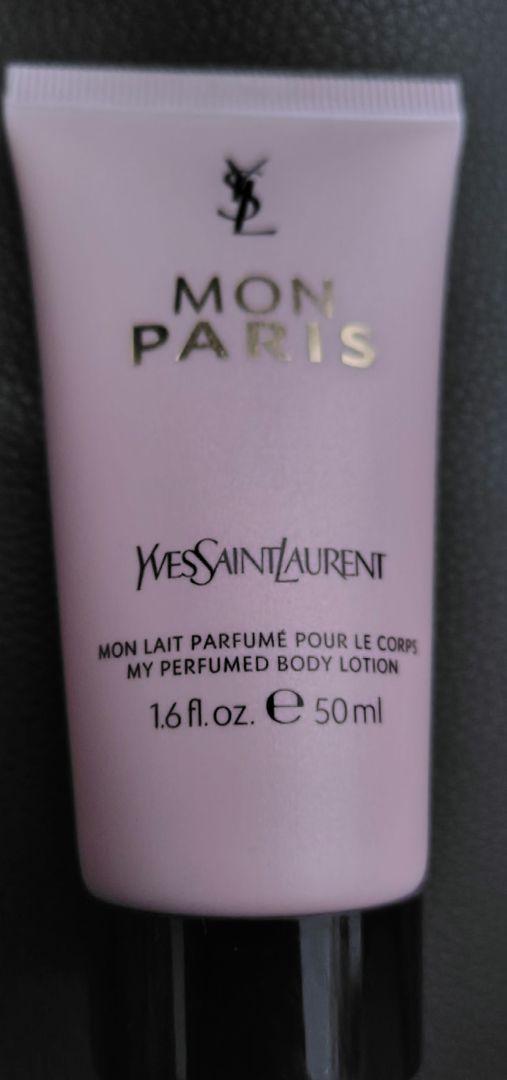 YSL
MON
PARIS
YVESSAINTLAURENT
MON LAIT PARFUMÉ POUR LE CORPS
MY PERFUMED BODY LOTION
1.6 fl. oz. e 50 ml